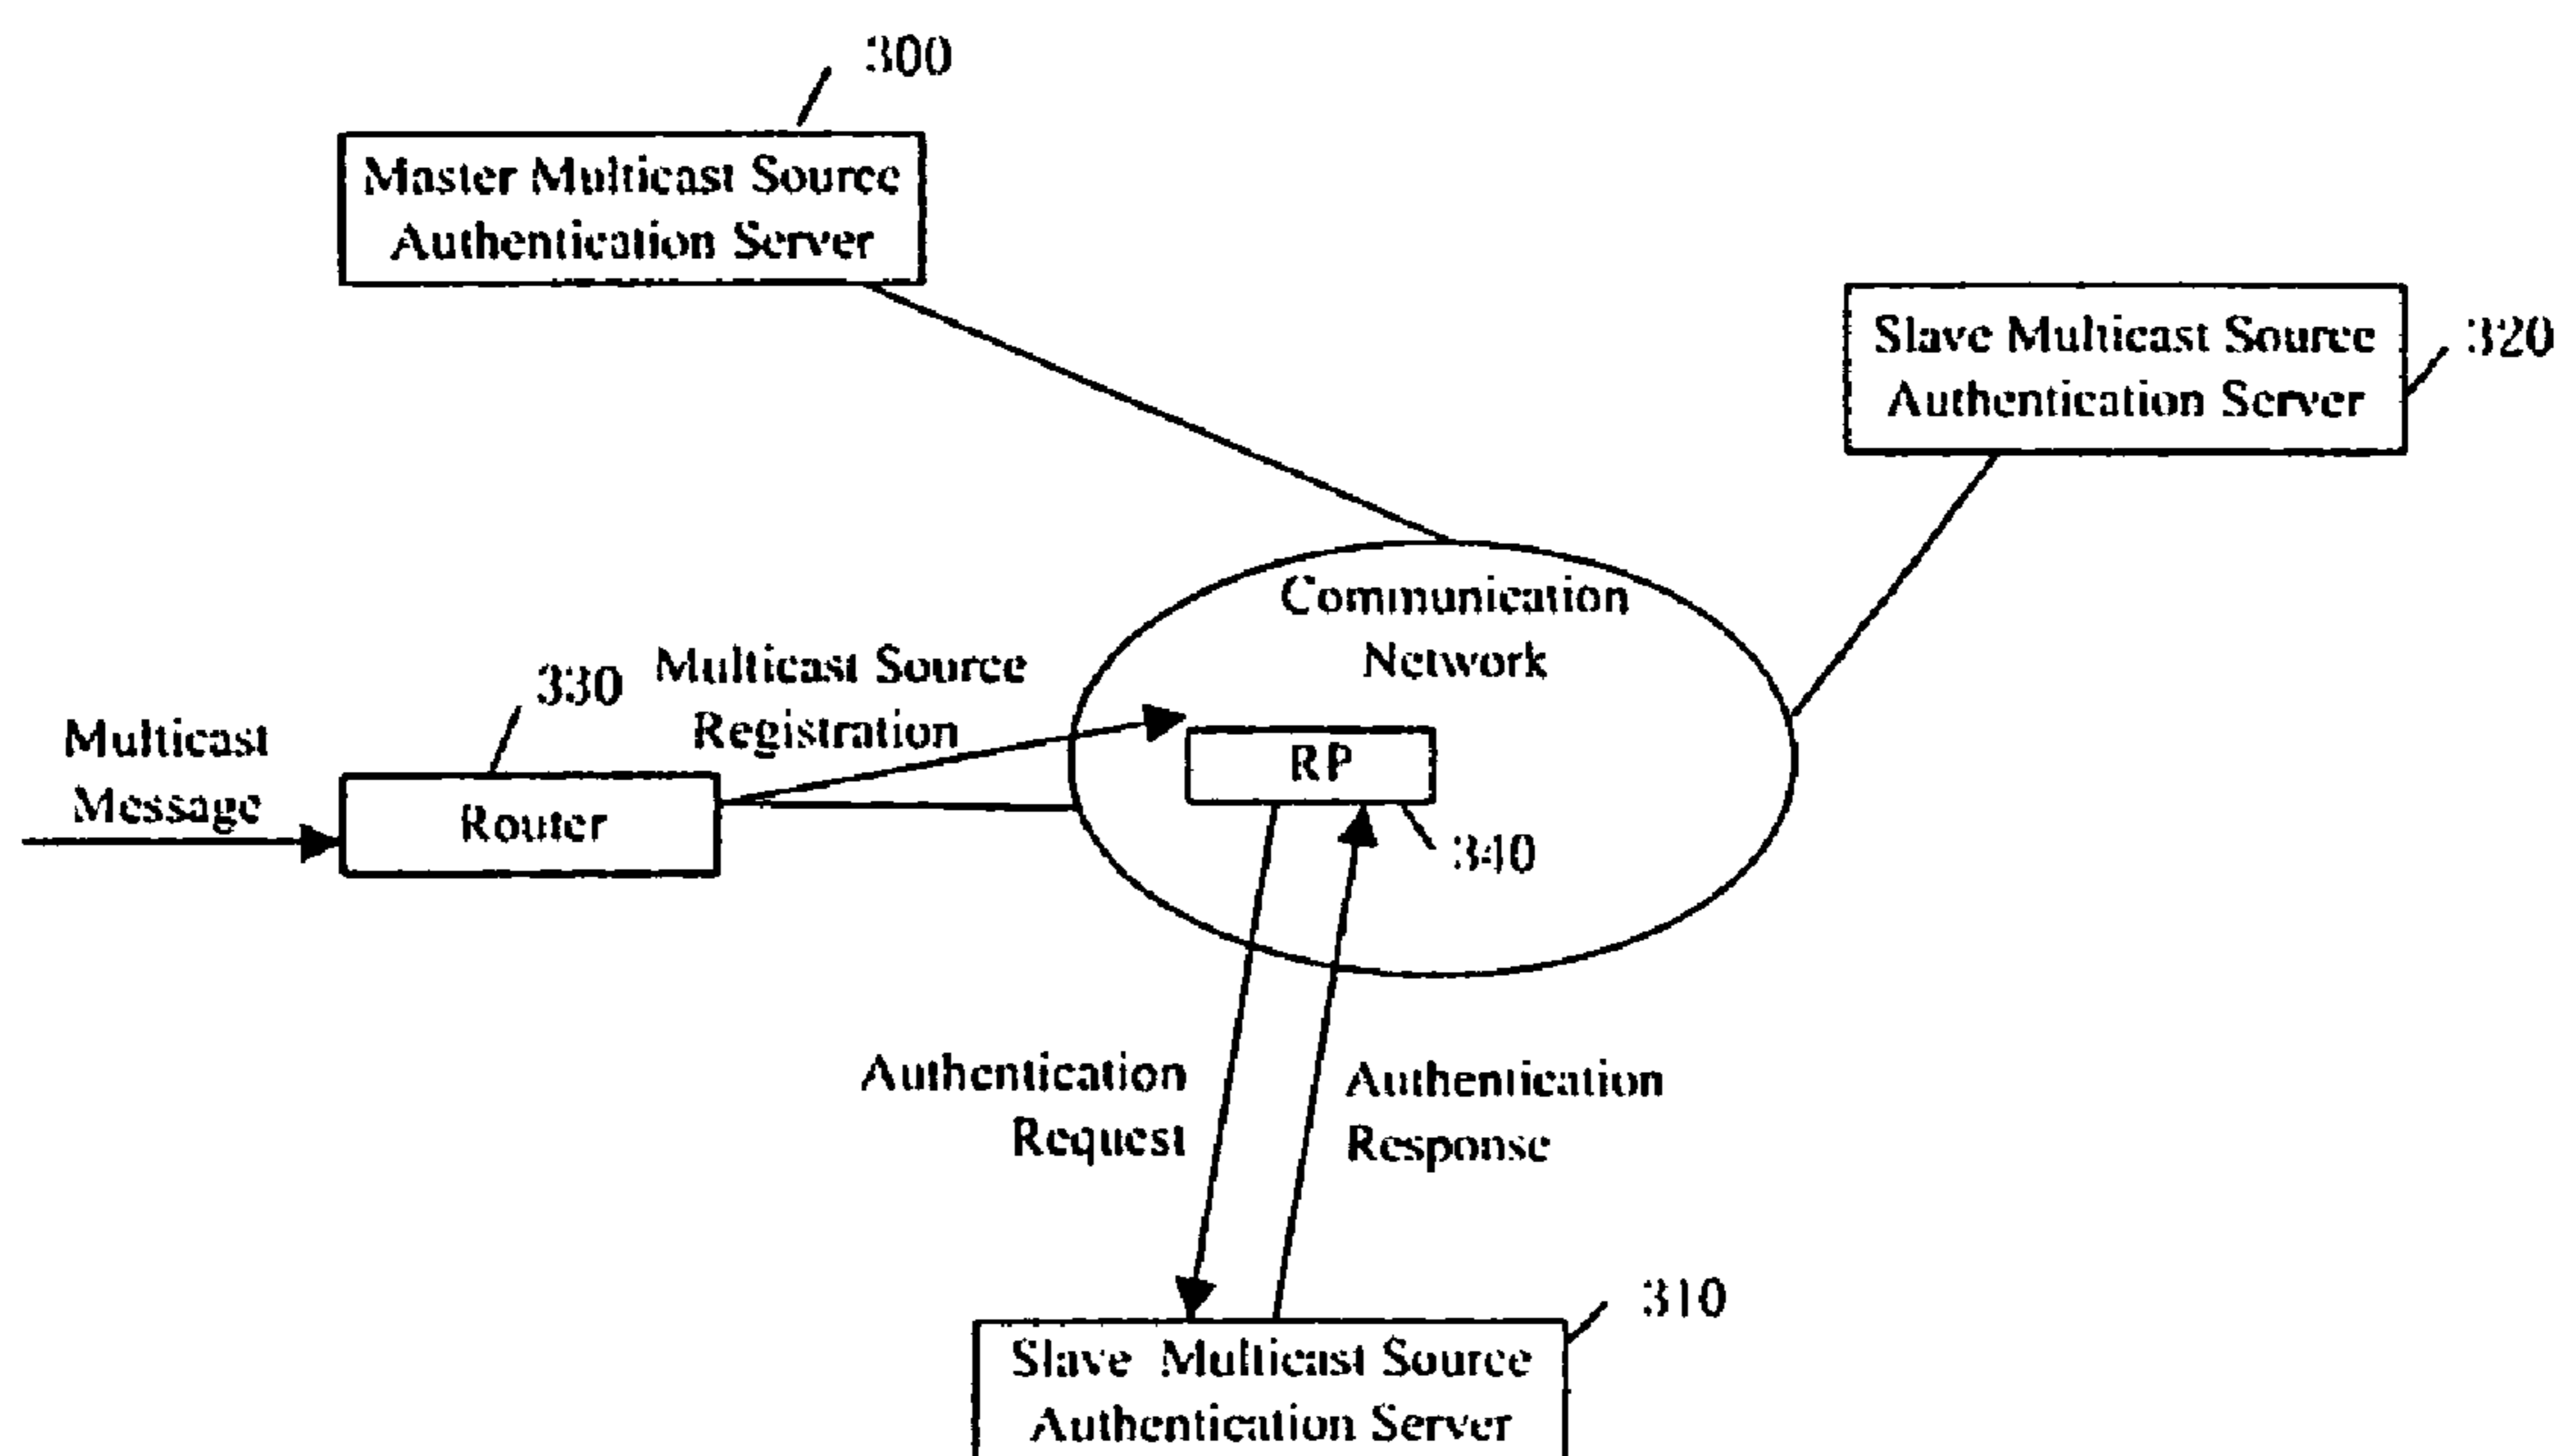 300
Master Multicast Source
Authentication Server
Slave Multicast Source
Authentication Server
320
Communication
Network
330
Multicast Source
Registration
Multicast
Message
Router
RP
340
Authentication
Request
Authentication
Response
310
Slave Multicast Source
Authentication Server